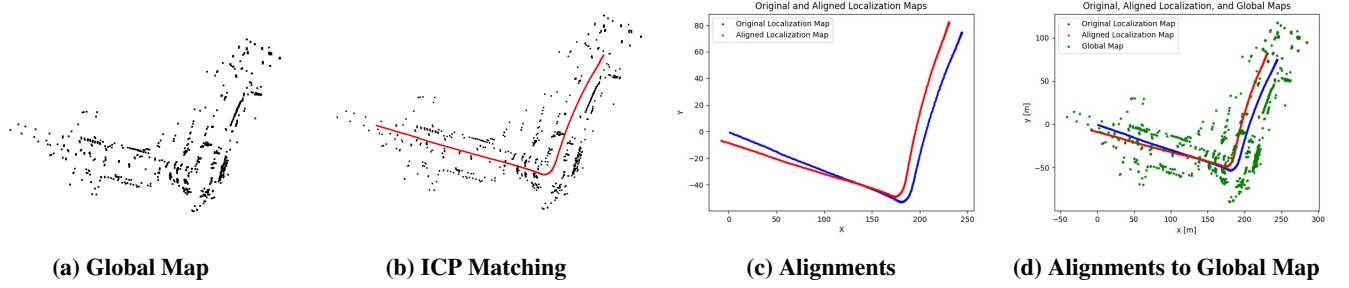 Original and Aligned Localization Maps
Original Localization Map
Aligned Localization Map
80
60
40
20
0
−20
−40
Y
0
50
100
150
200
250
X
Original, Aligned Localization, and Global Maps
Original Localization Map
Aligned Localization Map
Global Map
100
50
0
−50
y [m]
−50
0
50
100
150
200
250
300
x [m]
(a) Global Map
(b) ICP Matching
(c) Alignments
(d) Alignments to Global Map